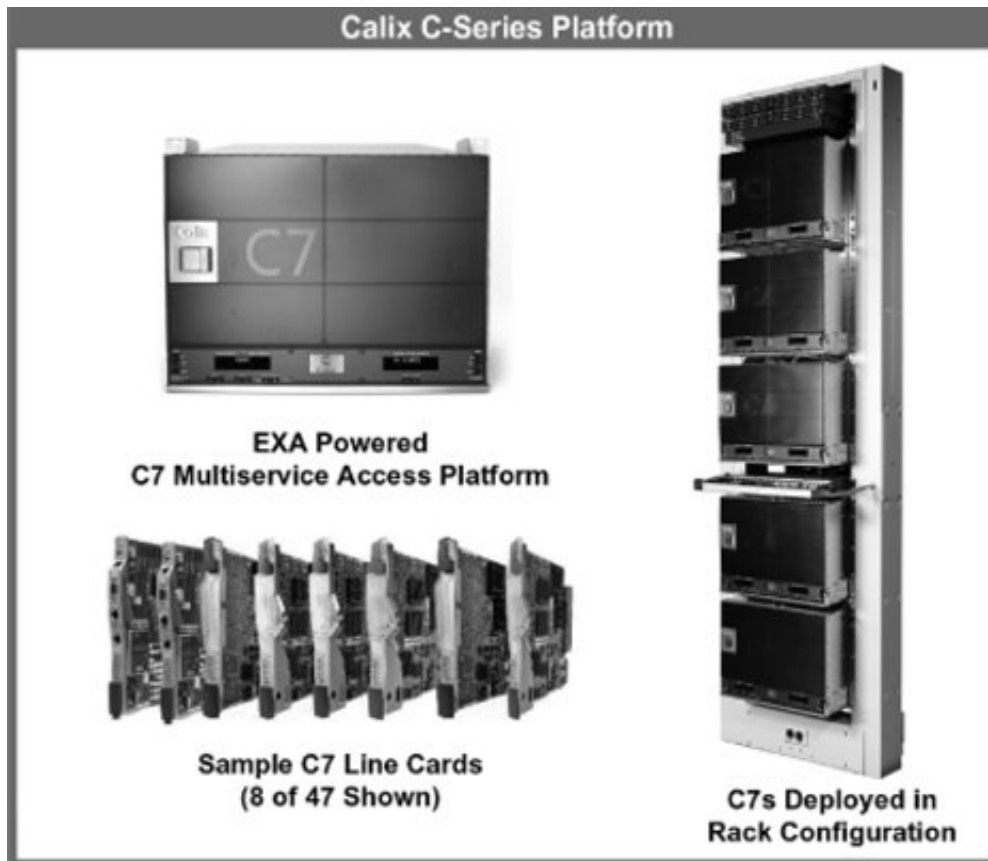 Calix C-Series Platform
Calix
C7
EXA Powered
C7 Multiservice Access Platform
Sample C7 Line Cards
(8 of 47 Shown)
C7s Deployed in
Rack Configuration